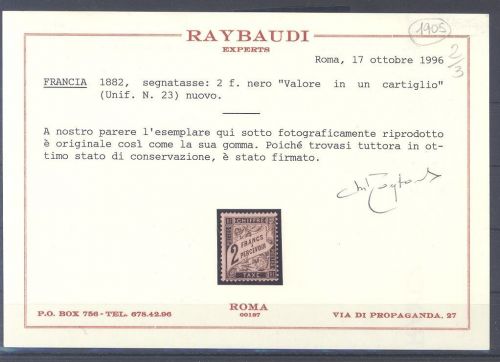 1905
2/3
RAYBAUDI
EXPERTS
Roma, 17 ottobre 1996
FRANCIA 1882, segnatasse: 2 f. nero "Valore in un cartiglio"
(Unif. N. 23) nuovo.
A nostro parere l'esemplare qui sotto fotograficamente riprodotto
è originale così come la sua gomma. Poiché trovasi tuttora in ot-
timo stato di conservazione, è stato firmato.
CHIFFRE
2 FRANCS
à
PERCEVOIR
TAXE
ROMA
00187
P.O. BOX 756 - TEL. 678.42.96
VIA DI PROPAGANDA, 27